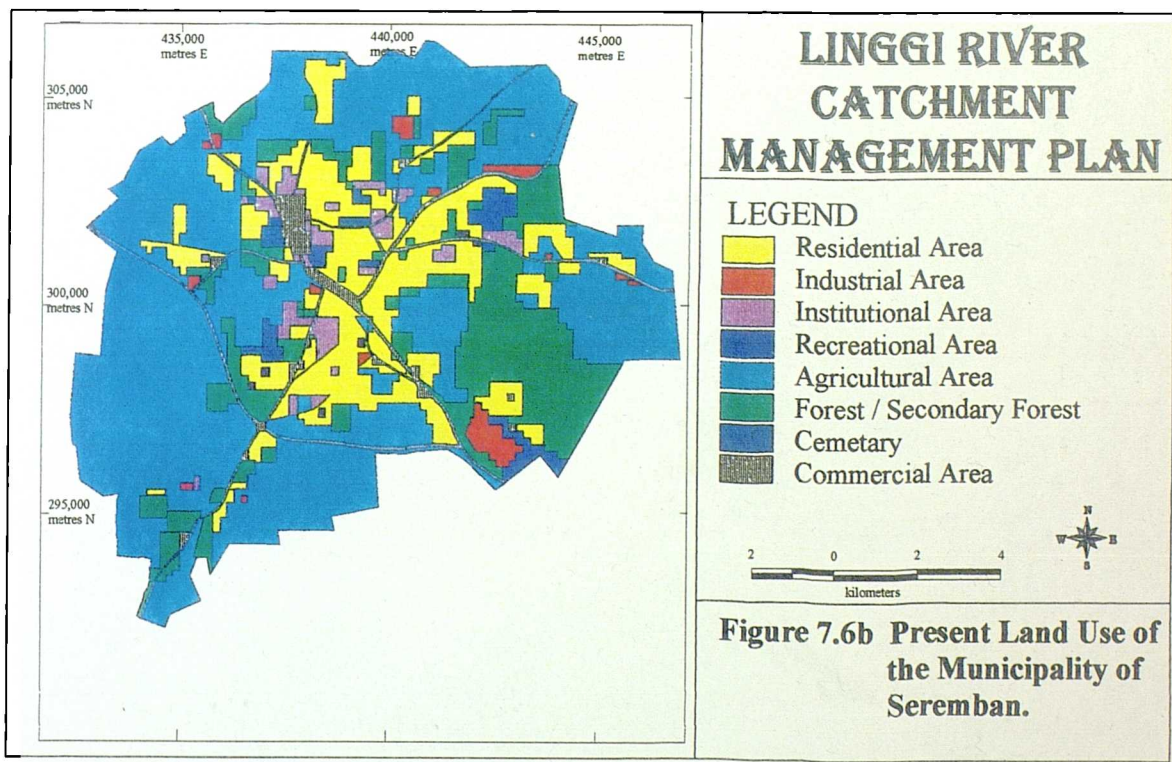 435,000
metres E
440,000
metres E
445,000
metres E
305,000
metres N
300,000
metres N
295,000
metres N
LINGGI RIVER
CATCHMENT
MANAGEMENT PLAN
LEGEND
Residential Area
Industrial Area
Institutional Area
Recreational Area
Agricultural Area
Forest / Secondary Forest
Cemetary
Commercial Area
N
W E
S
2 0 2 4
kilometers
Figure 7.6b Present Land Use of
the Municipality of
Seremban.